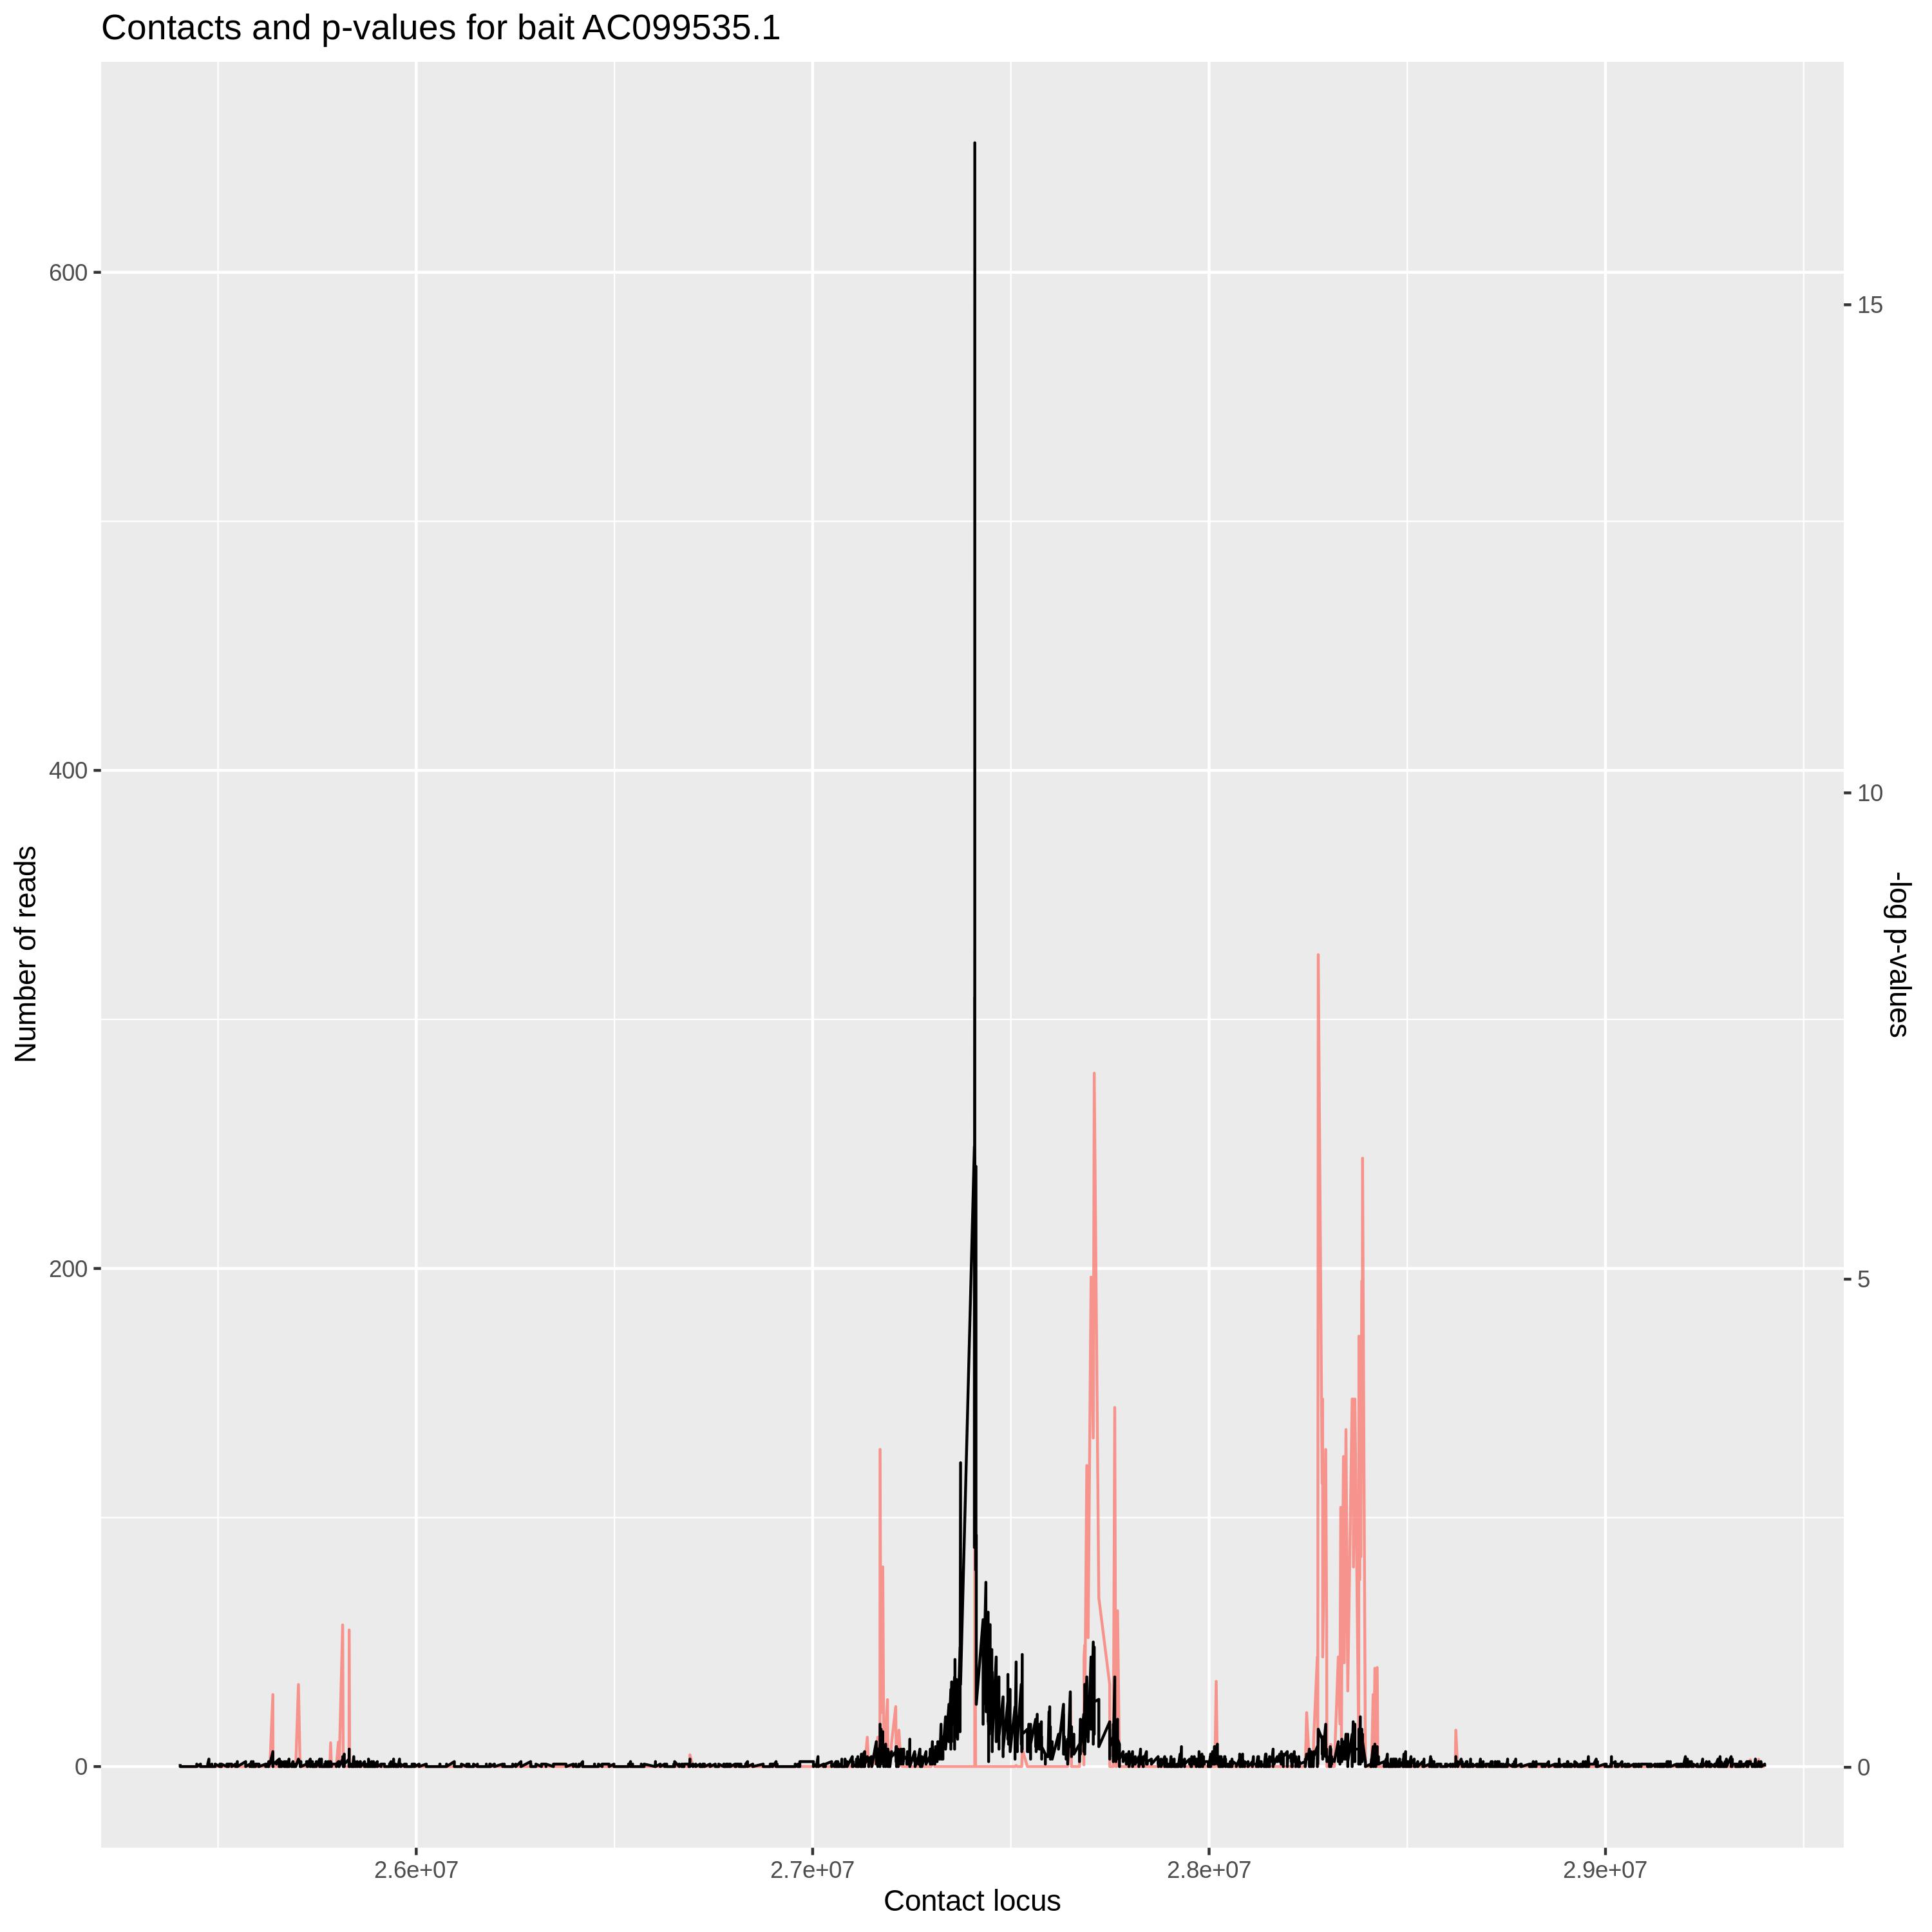 Contacts and p-values for bait AC099535.1
600
400
200
0
Number of reads
15
10
5
0
-log p-values
2.6e+07
2.7e+07
2.8e+07
2.9e+07
Contact locus